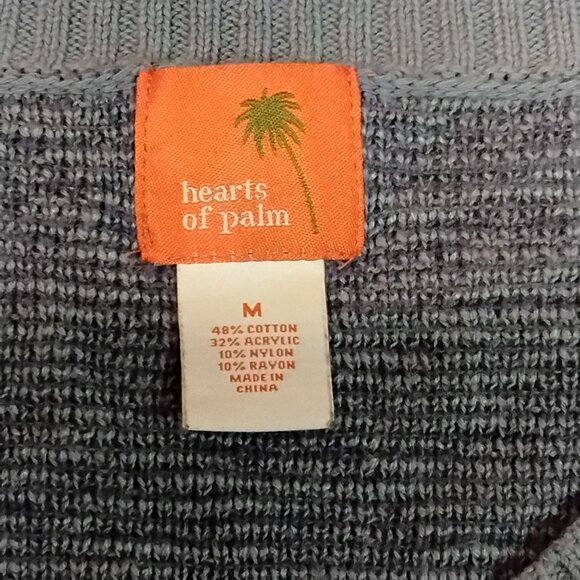 hearts
of palm
M
48% COTTON
32% ACRYLIC
10% NYLON
10% RAYON
MADE IN
CHINA